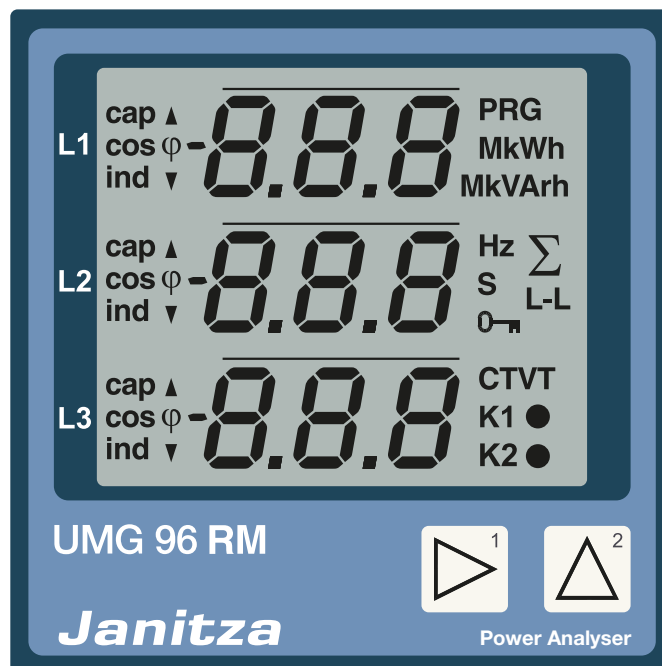 cap ▲ PRG
L1 cos φ -8.8.8 MkWh
ind ▼ MkVArh
cap ▲ Hz Σ
L2 cos φ -8.8.8 S L-L
ind ▼
cap ▲ CTVT
L3 cos φ -8.8.8 K1 ●
ind ▼ K2 ●
UMG 96 RM
1 2
Janitza
Power Analyser